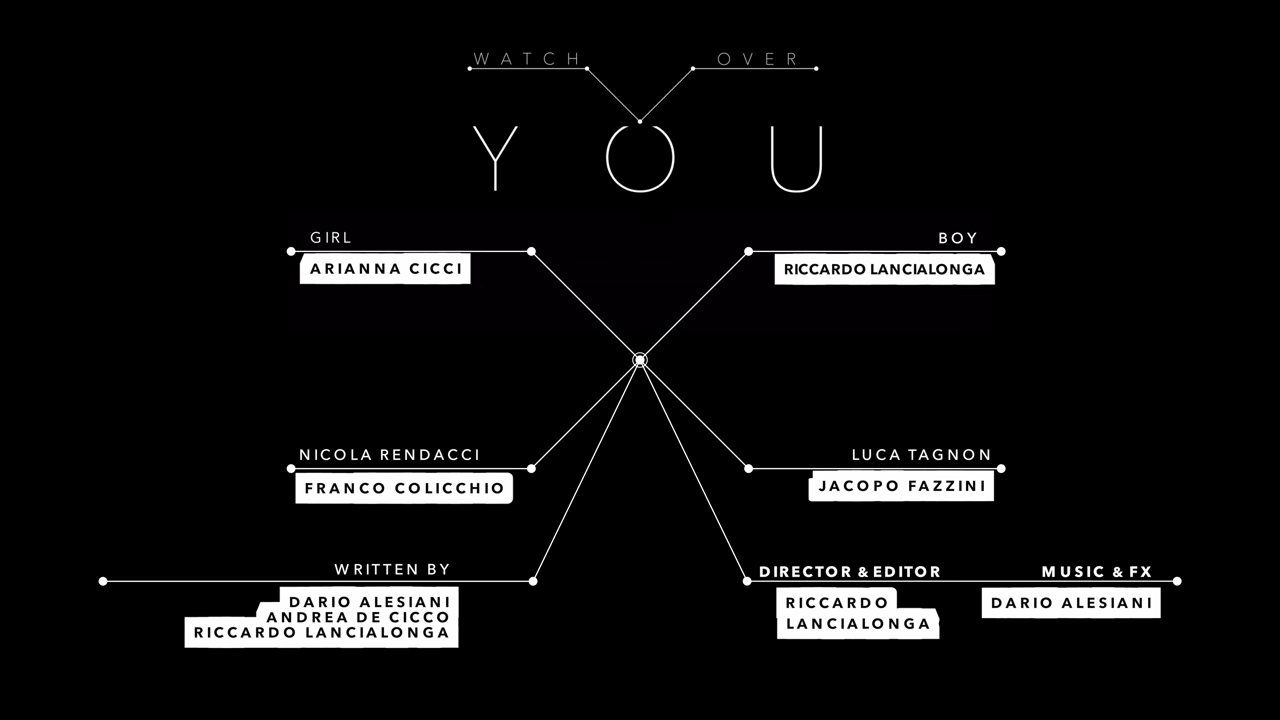 WATCH OVER
YOU
GIRL
ARIANNA CICCI
BOY
RICCARDO LANCIALONGA
NICOLA RENDACCI
FRANCO COLICCHIO
LUCA TAGNON
JACOPO FAZZINI
WRITTEN BY
DARIO ALESIANI
ANDREA DE CICCO
RICCARDO LANCIALONGA
DIRECTOR & EDITOR
RICCARDO
LANCIALONGA
MUSIC & FX
DARIO ALESIANI